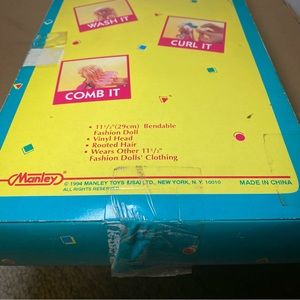 WASH IT
CURL IT
COMB IT
• 11½"(29cm) Bendable
Fashion Doll
• Vinyl Head
• Rooted Hair
• Wears Other 11½"
Fashion Dolls' Clothing
Manley
© 1994 MANLEY TOYS (USA) LTD., NEW YORK, N.Y. 10010
ALL RIGHTS RESERVED
MADE IN CHINA